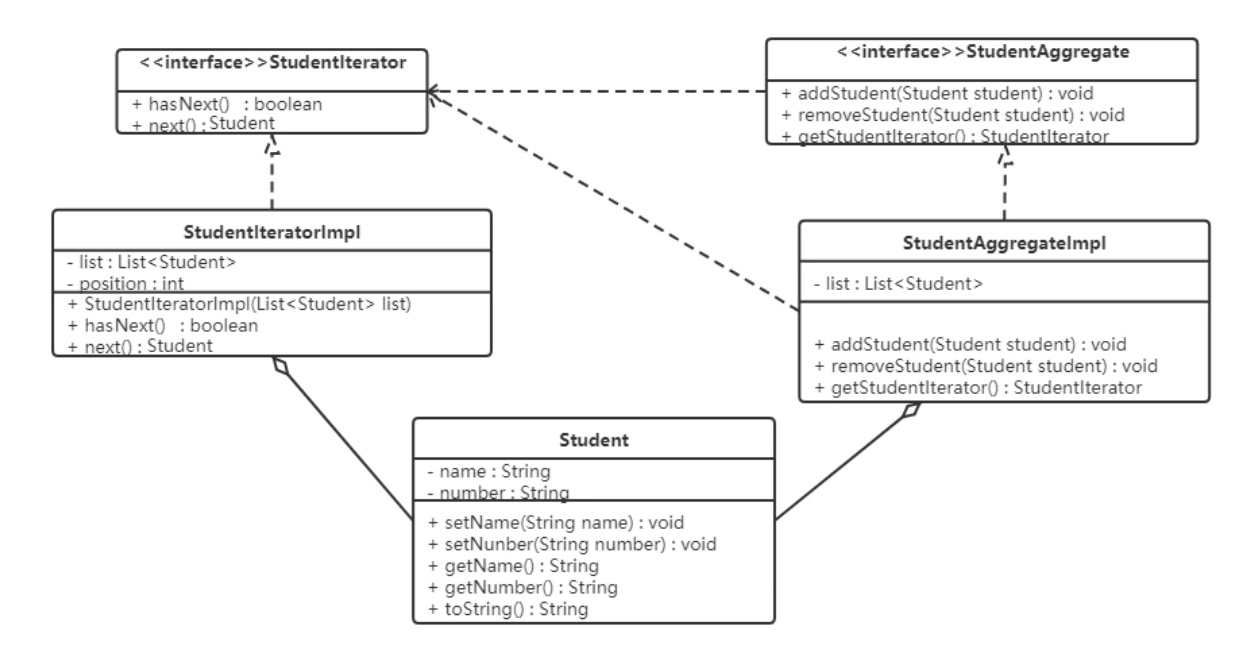 <<interface>>StudentIterator
+ hasNext() : boolean
+ next() : Student
<<interface>>StudentAggregate
+ addStudent(Student student) : void
+ removeStudent(Student student) : void
+ getStudentIterator() : StudentIterator
StudentIteratorImpl
- list : List<Student>
- position : int
+ StudentIteratorImpl(List<Student> list)
+ hasNext() : boolean
+ next() : Student
StudentAggregateImpl
- list : List<Student>
+ addStudent(Student student) : void
+ removeStudent(Student student) : void
+ getStudentIterator() : StudentIterator
Student
- name : String
- number : String
+ setName(String name) : void
+ setNunber(String number) : void
+ getName() : String
+ getNumber() : String
+ toString() : String